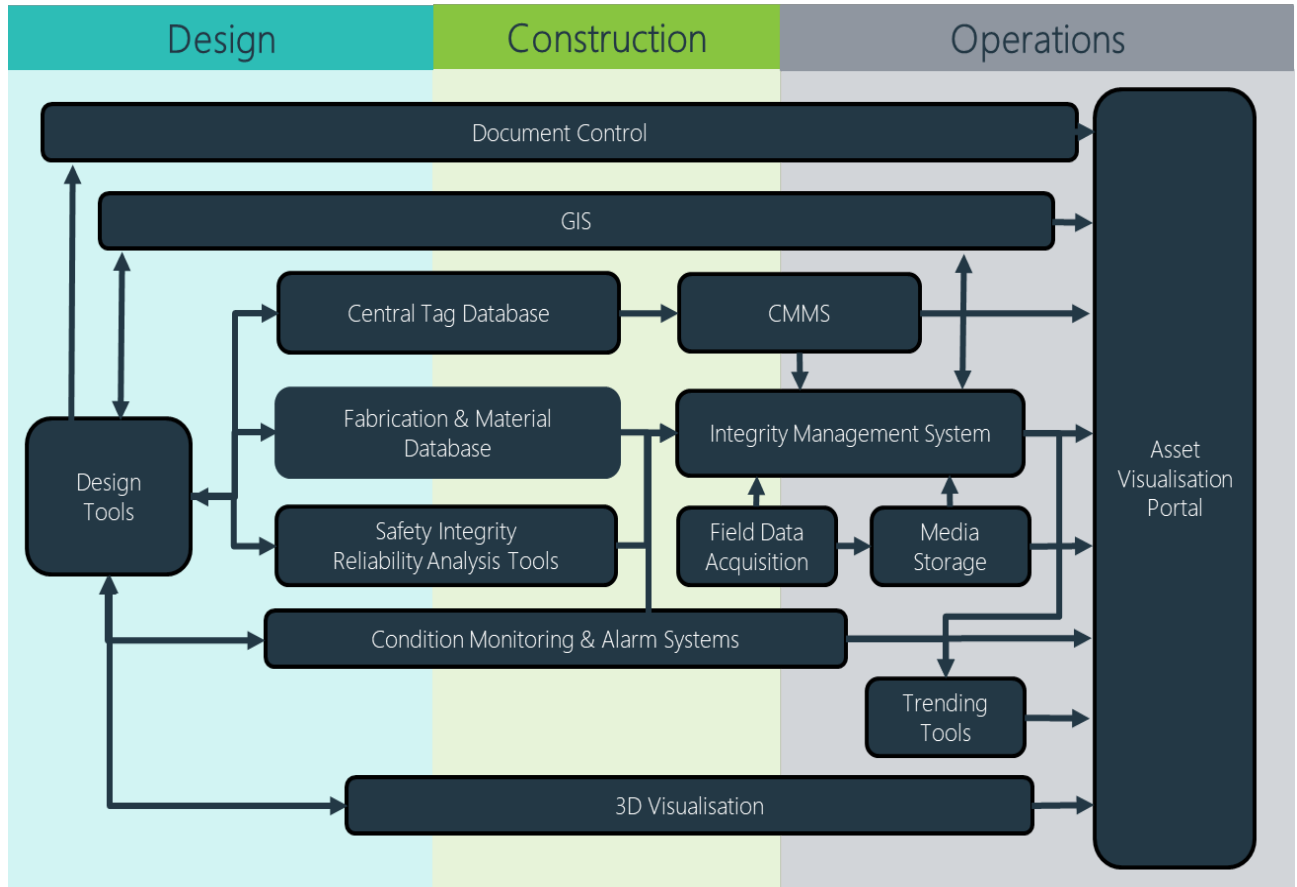 Design
Construction
Operations
Document Control
GIS
Central Tag Database
CMMS
Fabrication & Material
Database
Integrity Management System
Asset
Visualisation
Portal
Design
Tools
Safety Integrity
Reliability Analysis Tools
Field Data
Acquisition
Media
Storage
Condition Monitoring & Alarm Systems
Trending
Tools
3D Visualisation